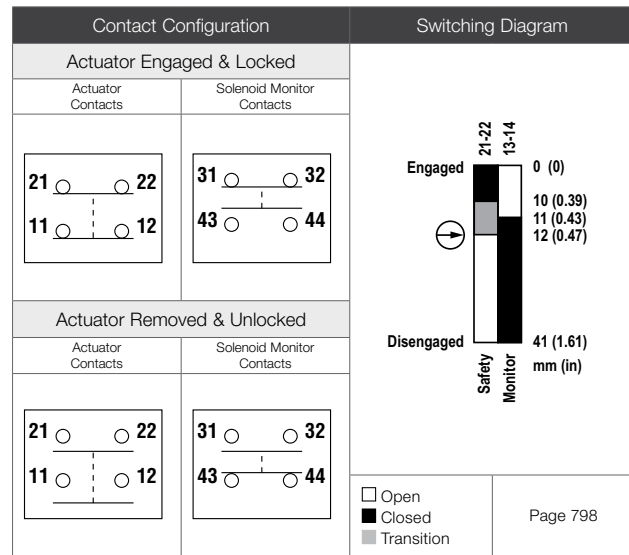 Contact Configuration
Switching Diagram
Actuator Engaged & Locked
Actuator
Contacts
Solenoid Monitor
Contacts
21 22
11 12
31 32
43 44
Actuator Removed & Unlocked
Actuator
Contacts
Solenoid Monitor
Contacts
21 22
11 12
31 32
43 44
21-22
13-14
Engaged
0 (0)
10 (0.39)
11 (0.43)
12 (0.47)
Disengaged
41 (1.61)
mm (in)
Safety
Monitor
Open
Closed
Transition
Page 798